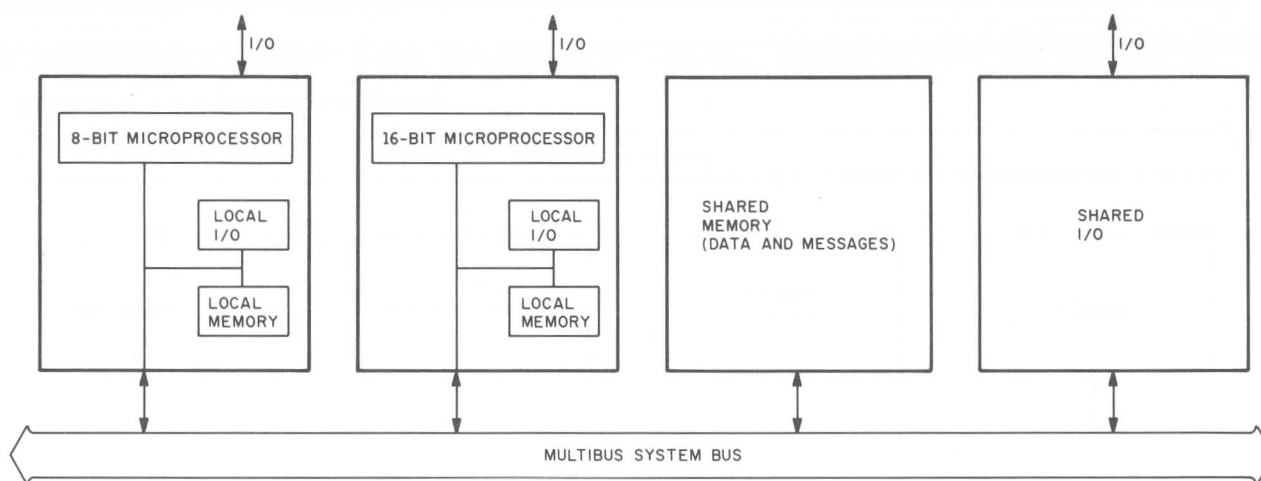 I/O
I/O
I/O
8-BIT MICROPROCESSOR
LOCAL
I/O
LOCAL
MEMORY
16-BIT MICROPROCESSOR
LOCAL
I/O
LOCAL
MEMORY
SHARED
MEMORY
(DATA AND MESSAGES)
SHARED
I/O
MULTIBUS SYSTEM BUS